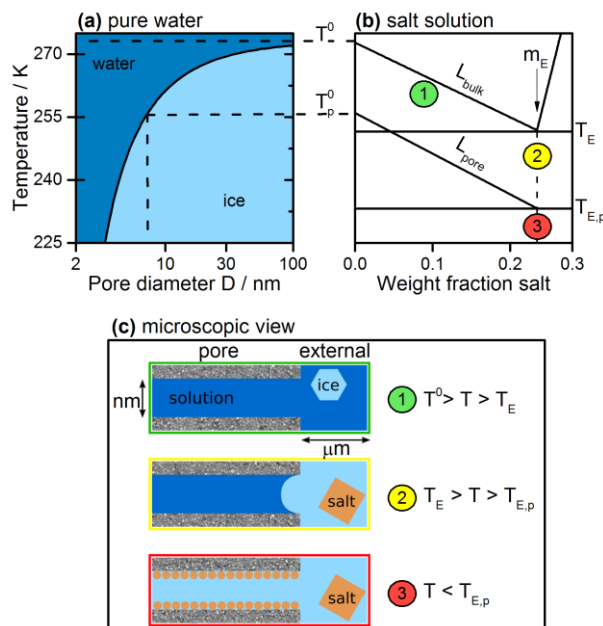 (a) pure water
(b) salt solution
T⁰
T⁰ₚ
Temperature / K
270
255
240
225
water
ice
2
10
100
Pore diameter D / nm
L_bulk
L_pore
m_E
1
2
3
T_E
T_E,p
0.0
0.1
0.2
0.3
Weight fraction salt
(c) microscopic view
pore external
nm
solution
ice
μm
1 T⁰> T > T_E
salt
2 T_E > T > T_E,p
salt
3 T < T_E,p